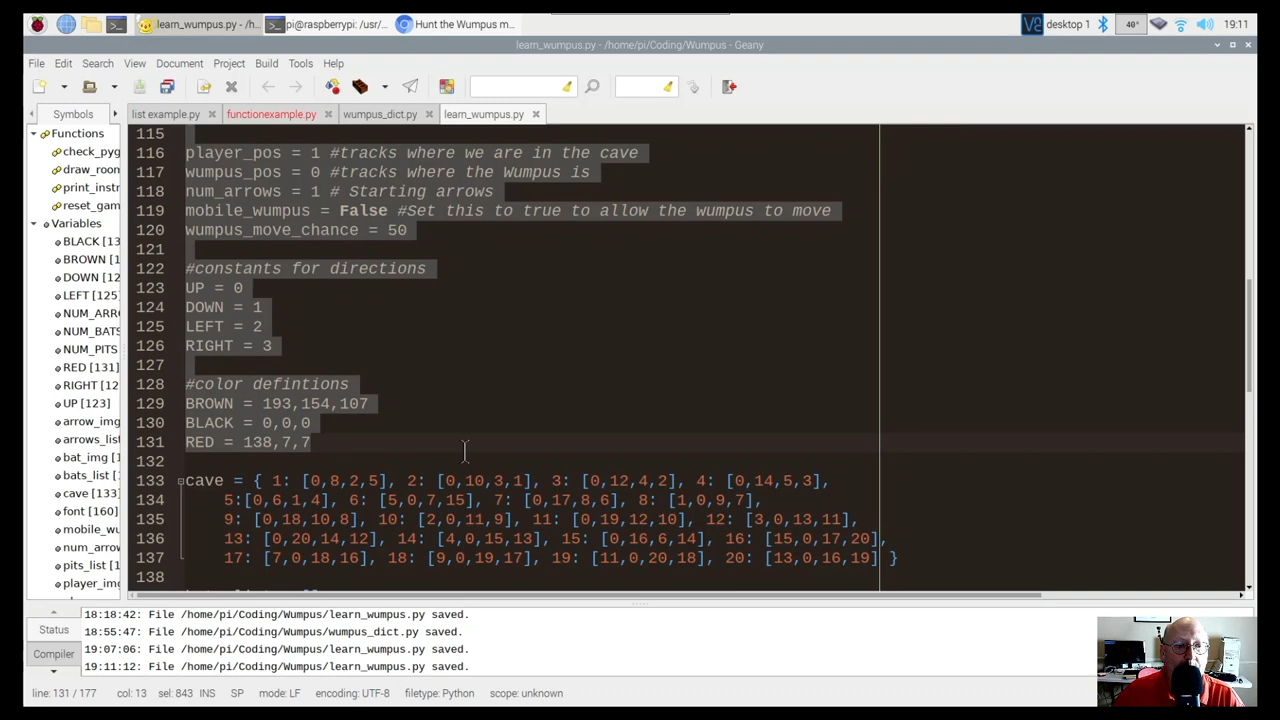 learn_wumpus.py - /h...
pi@raspberrypi: /usr/...
Hunt the Wumpus m...
desktop 1
40°
19:11
learn_wumpus.py - /home/pi/Coding/Wumpus - Geany
File Edit Search View Document Project Build Tools Help
Symbols
list example.py
functionexample.py
wumpus_dict.py
learn_wumpus.py
Functions
check_pyg
draw_room
print_instr
reset_gam
Variables
BLACK [13
BROWN [1
DOWN [12
LEFT [125]
NUM_ARR
NUM_BATS
NUM_PITS
RED [131]
RIGHT [12
UP [123]
arrow_img
arrows_list
bat_img
bats_list
cave [133]
font [160]
mobile_wu
num_arrow
pits_list
player_img
115
116 player_pos = 1 #tracks where we are in the cave
117 wumpus_pos = 0 #tracks where the Wumpus is
118 num_arrows = 1 # Starting arrows
119 mobile_wumpus = False #Set this to true to allow the wumpus to move
120 wumpus_move_chance = 50
121
122 #constants for directions
123 UP = 0
124 DOWN = 1
125 LEFT = 2
126 RIGHT = 3
127
128 #color defintions
129 BROWN = 193,154,107
130 BLACK = 0,0,0
131 RED = 138,7,7
132
133 cave = { 1: [0,8,2,5], 2: [0,10,3,1], 3: [0,12,4,2], 4: [0,14,5,3],
134 5:[0,6,1,4], 6: [5,0,7,15], 7: [0,17,8,6], 8: [1,0,9,7],
135 9: [0,18,10,8], 10: [2,0,11,9], 11: [0,19,12,10], 12: [3,0,13,11],
136 13: [0,20,14,12], 14: [4,0,15,13], 15: [0,16,6,14], 16: [15,0,17,20],
137 17: [7,0,18,16], 18: [9,0,19,17], 19: [11,0,20,18], 20: [13,0,16,19] }
138
Status
Compiler
18:18:42: File /home/pi/Coding/Wumpus/learn_wumpus.py saved.
18:55:47: File /home/pi/Coding/Wumpus/wumpus_dict.py saved.
19:07:06: File /home/pi/Coding/Wumpus/learn_wumpus.py saved.
19:11:12: File /home/pi/Coding/Wumpus/learn_wumpus.py saved.
line: 131 / 177 col: 13 sel: 843 INS SP mode: LF encoding: UTF-8 filetype: Python scope: unknown